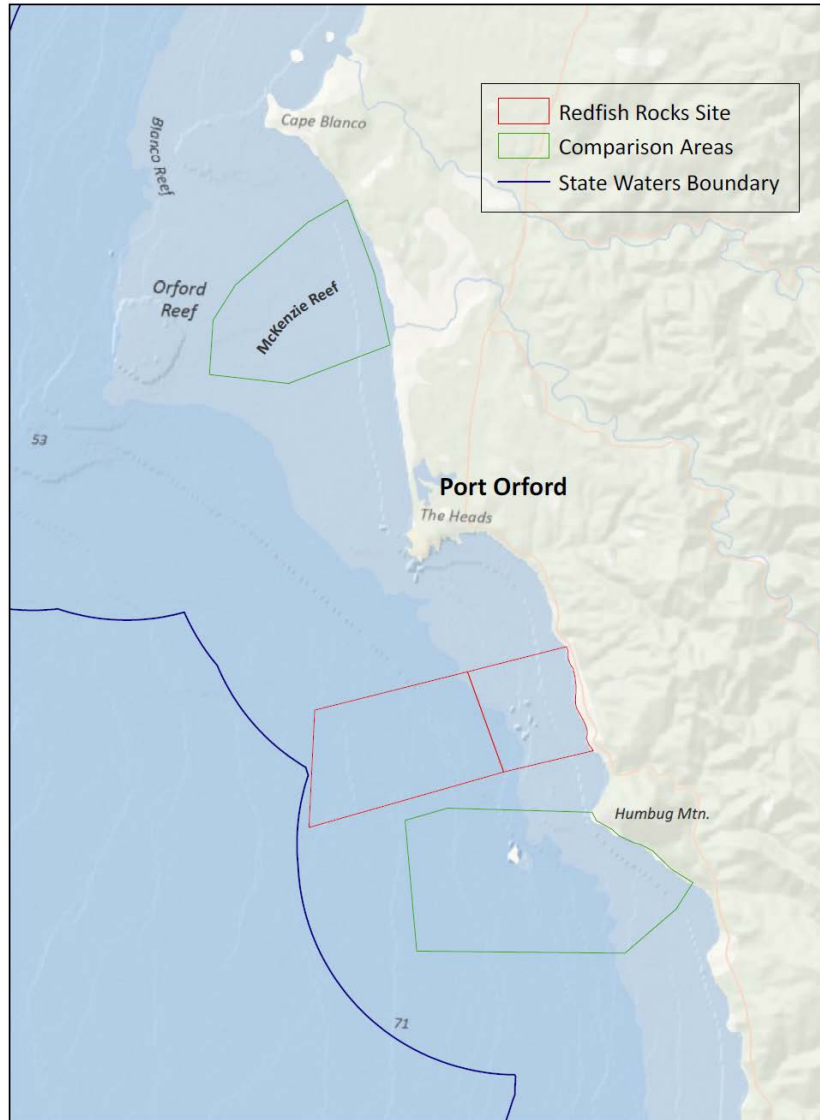 Redfish Rocks Site
Comparison Areas
State Waters Boundary
Cape Blanco
Blanco Reef
Orford
Reef
McKenzie Reef
53
Port Orford
The Heads
Humbug Mtn.
71